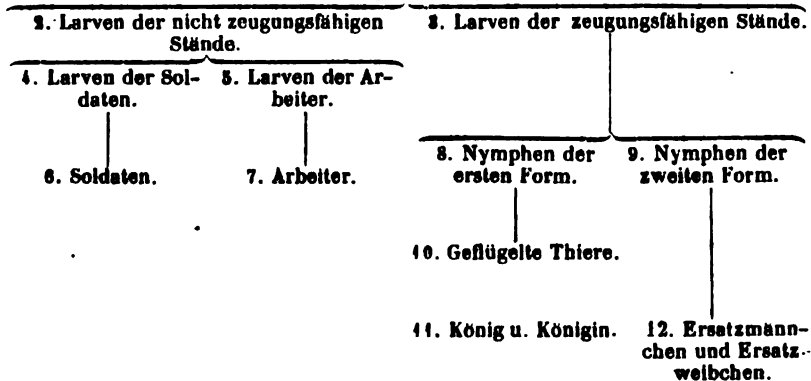 2. Larven der nicht zeugungsfähigen
Stände.
3. Larven der zeugungsfähigen Stände.
4. Larven der Sol-
daten.
5. Larven der Ar-
beiter.
6. Soldaten.
7. Arbeiter.
8. Nymphen der
ersten Form.
9. Nymphen der
zweiten Form.
10. Geflügelte Thiere.
11. König u. Königin.
12. Ersatzmänn-
chen und Ersatz-
weibchen.